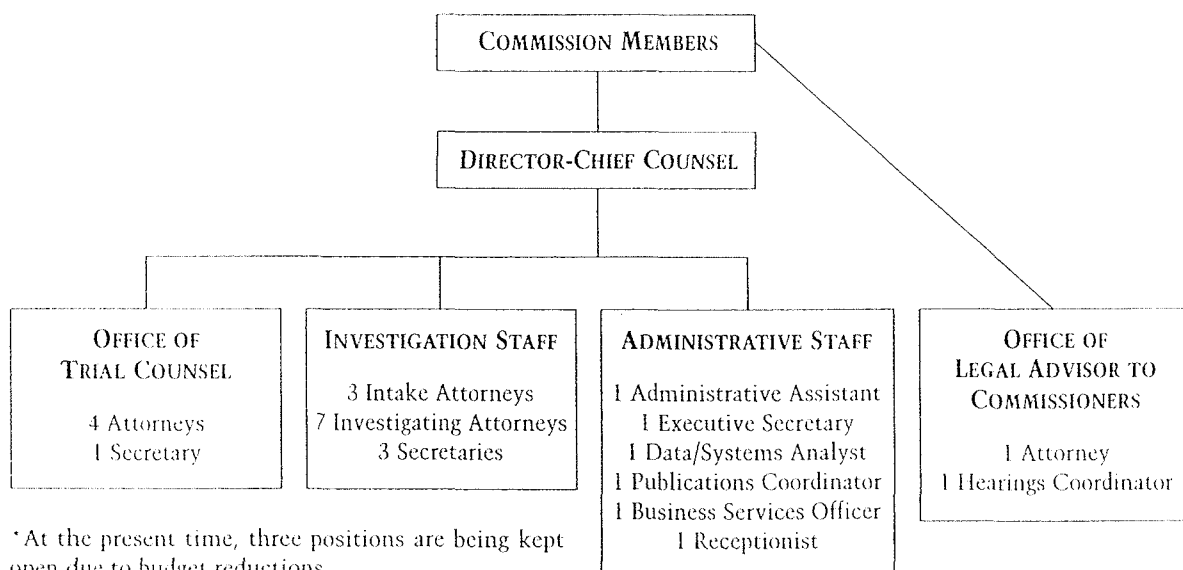 COMMISSION MEMBERS
DIRECTOR-CHIEF COUNSEL
OFFICE OF
TRIAL COUNSEL
4 Attorneys
1 Secretary
INVESTIGATION STAFF
3 Intake Attorneys
7 Investigating Attorneys
3 Secretaries
ADMINISTRATIVE STAFF
1 Administrative Assistant
1 Executive Secretary
1 Data/Systems Analyst
1 Publications Coordinator
1 Business Services Officer
1 Receptionist
OFFICE OF
LEGAL ADVISOR TO
COMMISSIONERS
1 Attorney
1 Hearings Coordinator
*At the present time, three positions are being kept
open due to budget reductions